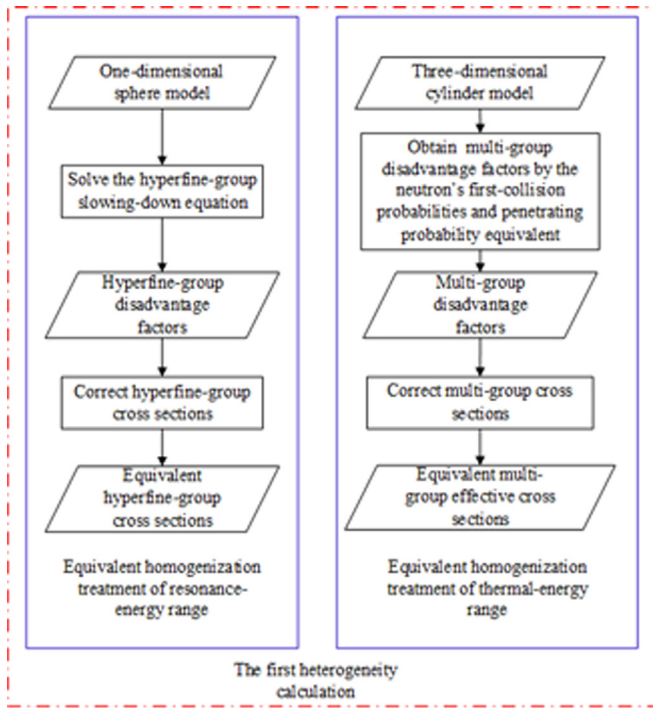 One-dimensional
sphere model
Solve the hyperfine-group
slowing-down equation
Hyperfine-group
disadvantage
factors
Correct hyperfine-group
cross sections
Equivalent
hyperfine-group
cross sections
Equivalent homogenization
treatment of resonance-
energy range
Three-dimensional
cylinder model
Obtain multi-group
disadvantage factors by the
neutron's first-collision
probabilities and penetrating
probability equivalent
Multi-group
disadvantage
factors
Correct multi-group cross
sections
Equivalent multi-
group effective cross
sections
Equivalent homogenization
treatment of thermal-energy
range
The first heterogeneity
calculation